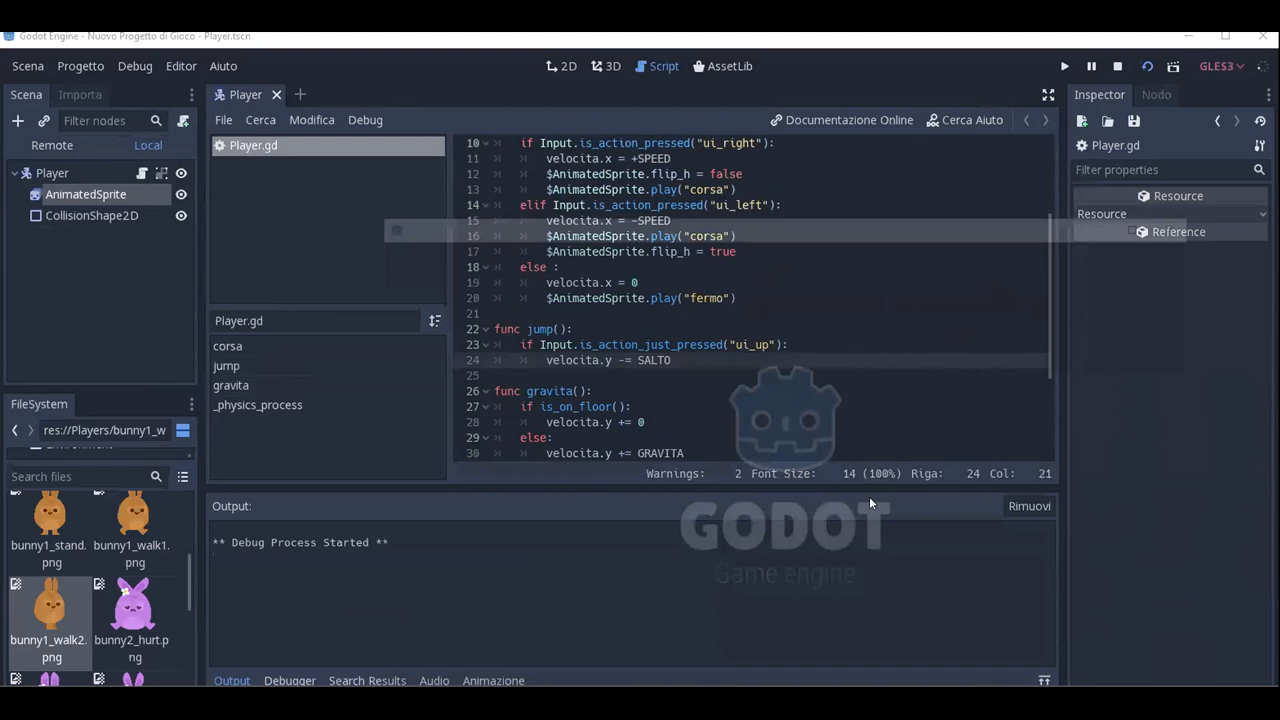 Godot Engine - Nuovo Progetto di Gioco - Player.tscn
Scena Progetto Debug Editor Aiuto
2D 3D Script AssetLib
GLES3
Scena Importa
Filter nodes
Remote Local
Player
AnimatedSprite
CollisionShape2D
FileSystem
res://Players/bunny1_w
Search files
bunny1_stand.
png
bunny1_walk1.
png
bunny1_walk2.
png
bunny2_hurt.p
ng
Player
File Cerca Modifica Debug
Documentazione Online Cerca Aiuto
Player.gd
Player.gd
corsa
jump
gravita
_physics_process
10 if Input.is_action_pressed("ui_right"):
11 velocita.x = +SPEED
12 $AnimatedSprite.flip_h = false
13 $AnimatedSprite.play("corsa")
14 elif Input.is_action_pressed("ui_left"):
15 velocita.x = -SPEED
16 $AnimatedSprite.play("corsa")
17 $AnimatedSprite.flip_h = true
18 else :
19 velocita.x = 0
20 $AnimatedSprite.play("fermo")
21
22 func jump():
23 if Input.is_action_just_pressed("ui_up"):
24 velocita.y -= SALTO
25
26 func gravita():
27 if is_on_floor():
28 velocita.y += 0
29 else:
30 velocita.y += GRAVITA
Warnings: 2 Font Size: 14 (100%) Riga: 24 Col: 21
Output: Rimuovi
** Debug Process Started **
GODOT
Game engine
Output Debugger Search Results Audio Animazione
Inspector Nodo
Player.gd
Filter properties
Resource
Resource
Reference